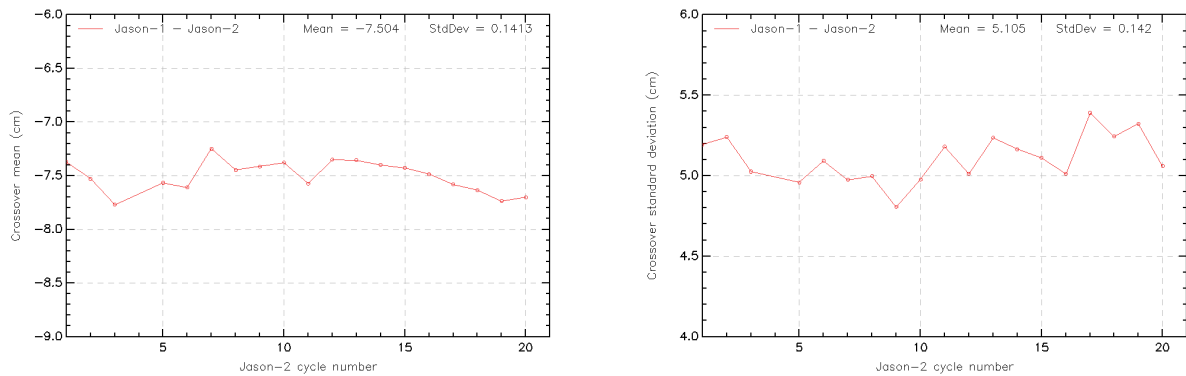 Jason-1 - Jason-2 Mean = -7.504 StdDev = 0.1413
-6.0
-6.5
-7.0
-7.5
-8.0
-8.5
-9.0
Crossover mean (cm)
5 10 15 20
Jason-2 cycle number
Jason-1 - Jason-2 Mean = 5.105 StdDev = 0.142
6.0
5.5
5.0
4.5
4.0
Crossover standard deviation (cm)
5 10 15 20
Jason-2 cycle number